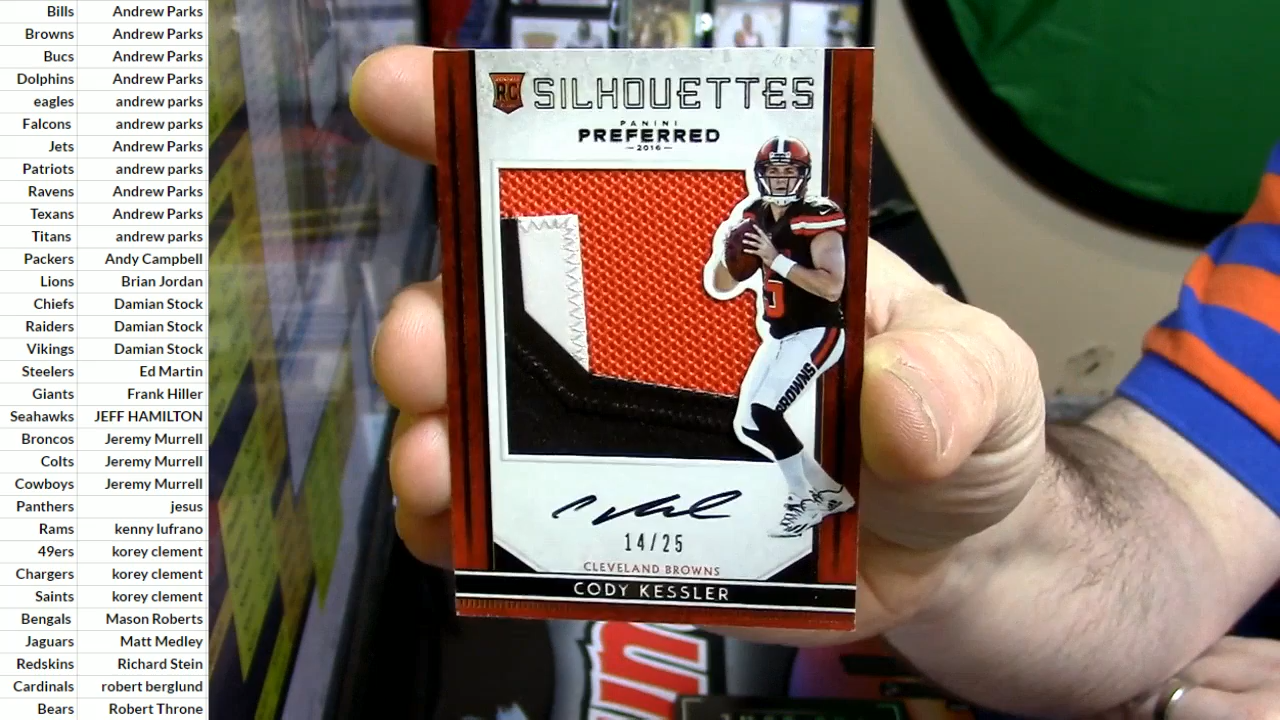 Bills Andrew Parks
Browns Andrew Parks
Bucs Andrew Parks
Dolphins Andrew Parks
eagles andrew parks
Falcons andrew parks
Jets Andrew Parks
Patriots andrew parks
Ravens Andrew Parks
Texans Andrew Parks
Titans andrew parks
Packers Andy Campbell
Lions Brian Jordan
Chiefs Damian Stock
Raiders Damian Stock
Vikings Damian Stock
Steelers Ed Martin
Giants Frank Hiller
Seahawks JEFF HAMILTON
Broncos Jeremy Murrell
Colts Jeremy Murrell
Cowboys Jeremy Murrell
Panthers jesus
Rams kenny lufrano
49ers korey clement
Chargers korey clement
Saints korey clement
Bengals Mason Roberts
Jaguars Matt Medley
Redskins Richard Stein
Cardinals robert berglund
Bears Robert Throne
RC SILHOUETTES
PANINI
PREFERRED
2016
5
BROWNS
14/25
CLEVELAND BROWNS
CODY KESSLER